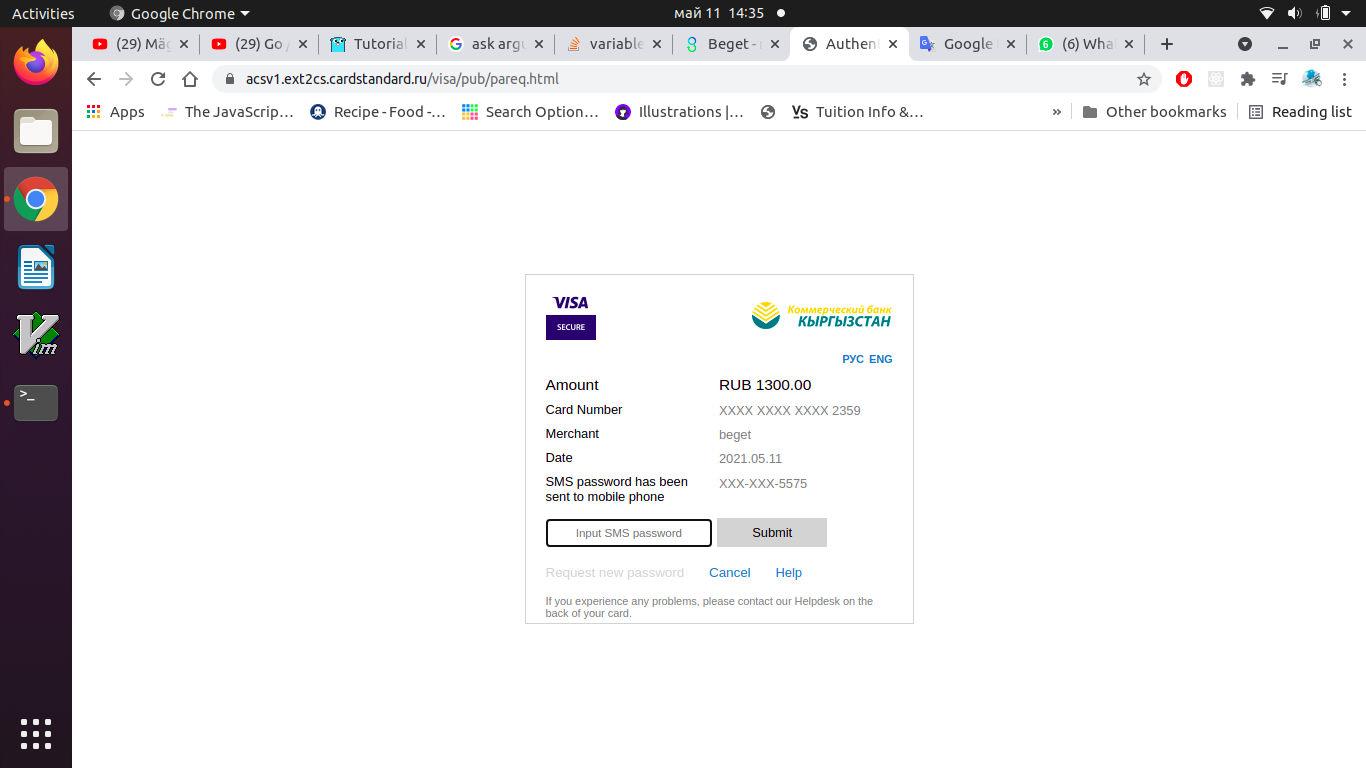 Activities
Google Chrome
май 11 14:35
(29) Mäg
(29) Go /
Tutorial
ask argu
variable
Beget - r
Authent
Google
(6) What
acsv1.ext2cs.cardstandard.ru/visa/pub/pareq.html
Apps
The JavaScrip…
Recipe - Food -…
Search Option…
Illustrations |…
Vs Tuition Info &…
»
Other bookmarks
Reading list
VISA
SECURE
Коммерческий банк
КЫРГЫЗСТАН
РУС ENG
Amount RUB 1300.00
Card Number XXXX XXXX XXXX 2359
Merchant beget
Date 2021.05.11
SMS password has been
sent to mobile phone
XXX-XXX-5575
Input SMS password
Submit
Request new password Cancel Help
If you experience any problems, please contact our Helpdesk on the
back of your card.
Vim
>_